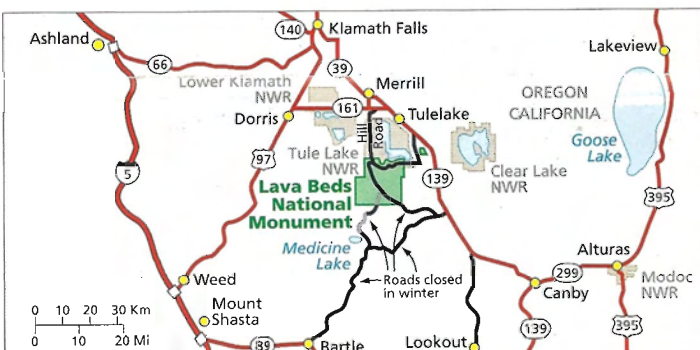 140
Klamath Falls
Ashland
Lakeview
66
39
Lower Klamath
NWR
Merrill
OREGON
CALIFORNIA
161
Tulelake
Dorris
Hill
Road
Goose
Lake
97
Tule Lake
NWR
5
139
Clear Lake
NWR
Lava Beds
National
Monument
395
Medicine
Lake
Alturas
Weed
Roads closed
in winter
299
Modoc
NWR
Canby
0 10 20 30 Km
0 10 20 Mi
Mount
Shasta
139
395
89
Bartle
Lookout